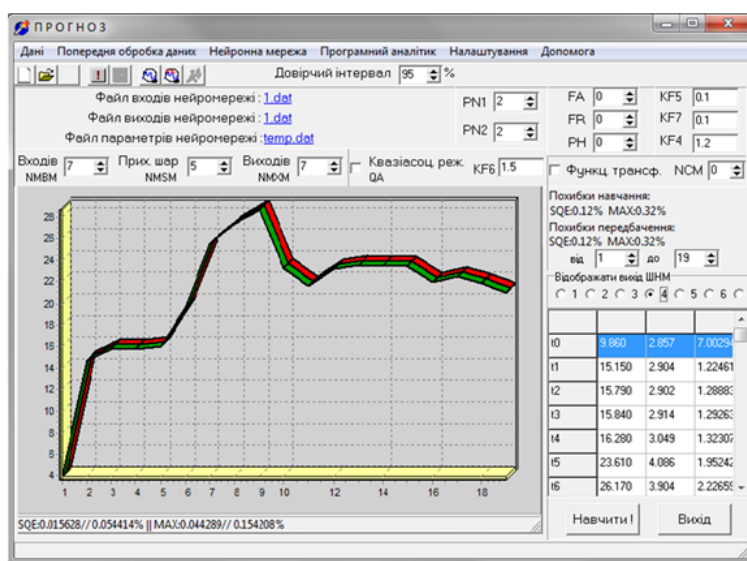 ПРОГНОЗ
Дані Попередня обробка даних Нейронна мережа Програмний аналітик Налаштування Допомога
Довірчий інтервал 95 %
Файл входів нейромережі : 1.dat
Файл виходів нейромережі : 1.dat
Файл параметрів нейромережі :temp.dat
PN1 2
PN2 2
FA 0 KF5 0.1
FR 0 KF7 0.1
PH 0 KF4 1.2
Входів 7 Прих. шар 5 Виходів 7 Квазіасоц. реж. KF6 1.5
NMBM NMSM NMXM QA
Функц. трансф. NCM 0
Похибки навчання:
SQE:0.12% MAX:0.32%
Похибки передбачення:
SQE:0.12% MAX:0.32%
від 1 до 19
Відображати вихід ШНМ
1 2 3 4 5 6
28
26
25
24
22
20
18
16
15
14
12
10
8
6
5
4
1 2 3 4 5 6 7 8 9 10 12 14 16 18
t0 9.860 2.857 7.00294
t1 15.150 2.904 1.22461
t2 15.790 2.902 1.28883
t3 15.840 2.914 1.29263
t4 16.280 3.049 1.32307
t5 23.610 4.086 1.95242
t6 26.170 3.904 2.22659
SQE:0.015628// 0.054414% || MAX:0.044289// 0.154208%
Навчити! Вихід